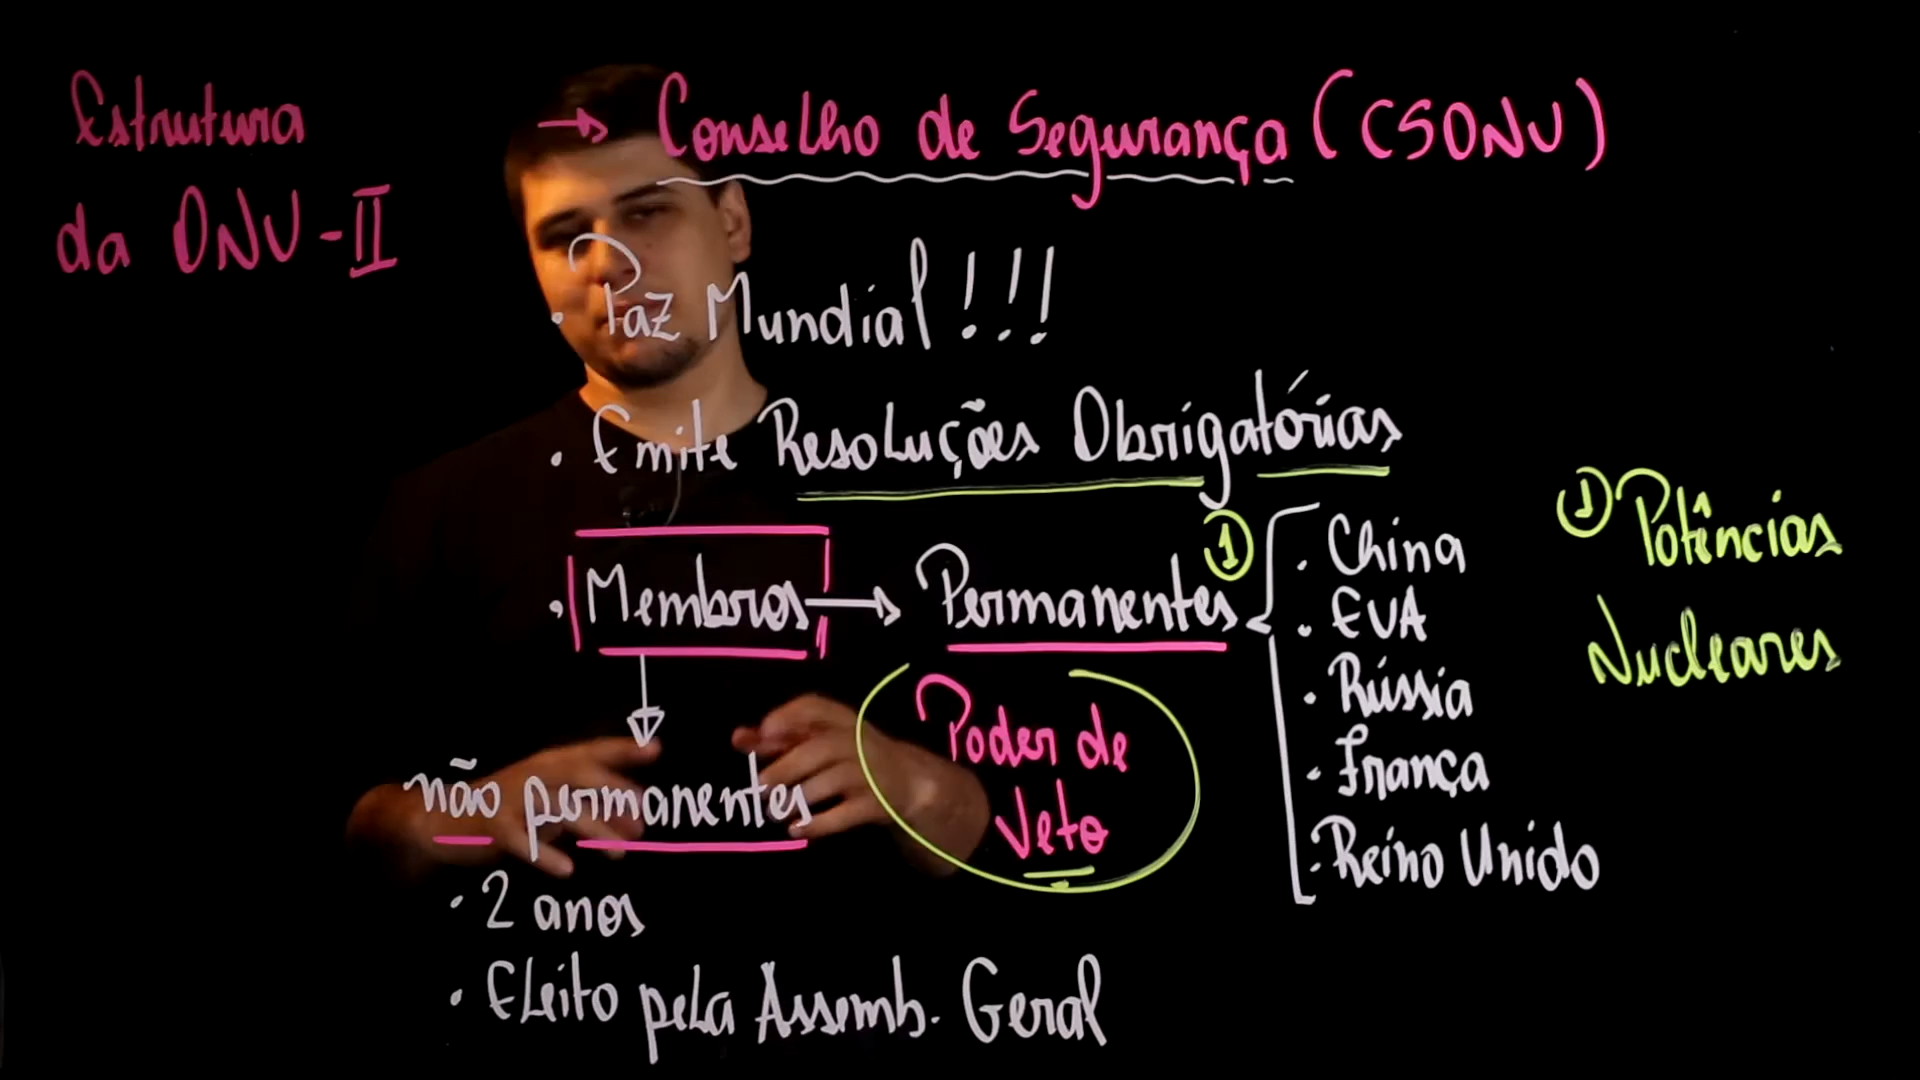 Estrutura
da ONU - II
→ Conselho de Segurança (CSONU)
• Paz Mundial!!!
• Emite Resoluções Obrigatórias
• Membros → Permanentes ①
• China
• EUA
• Rússia
• França
• Reino Unido
① Potências
Nucleares
Poder de
Veto
não permanentes
• 2 anos
• Eleito pela Assemb. Geral